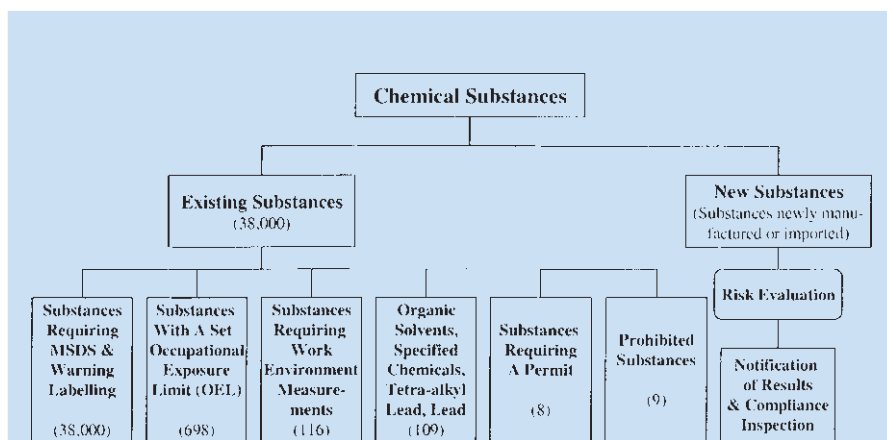 Chemical Substances
Existing Substances
(38,000)
New Substances
(Substances newly manu-
factured or imported)
Substances
Requiring
MSDS &
Warning
Labelling
(38,000)
Substances
With A Set
Occupational
Exposure
Limit (OEL)
(698)
Substances
Requiring
Work
Environment
Measure-
ments
(116)
Organic
Solvents,
Specified
Chemicals,
Tetra-alkyl
Lead, Lead
(109)
Substances
Requiring
A Permit
(8)
Prohibited
Substances
(9)
Risk Evaluation
Notification
of Results
& Compliance
Inspection